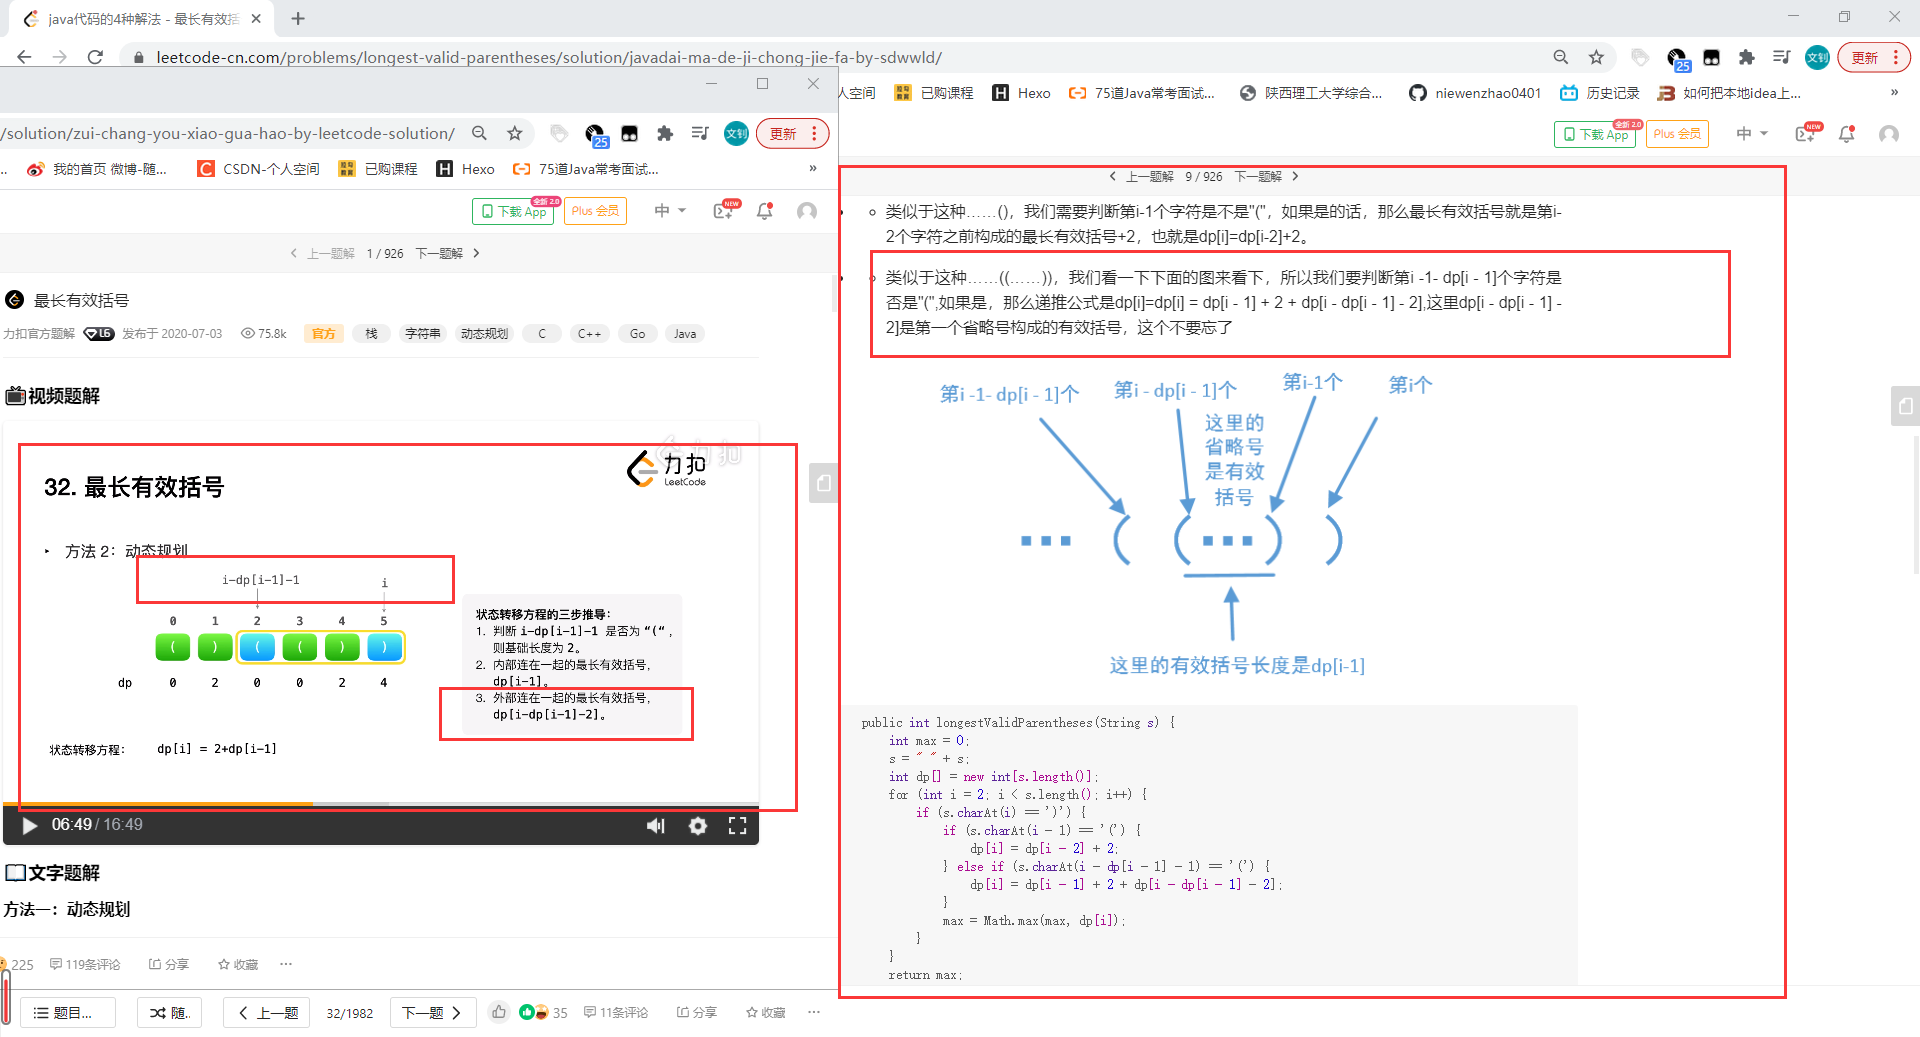 java代码的4种解法 - 最长有效括
leetcode-cn.com/problems/longest-valid-parentheses/solution/javadai-ma-de-ji-chong-jie-fa-by-sdwwld/
25
文钊
更新
人空间
已购课程
Hexo
75道Java常考面试...
陕西理工大学综合...
niewenzhao0401
历史记录
如何把本地idea上...
»
下载 App
全新 2.0
Plus 会员
中
NEW
/solution/zui-chang-you-xiao-gua-hao-by-leetcode-solution/
25
文钊
更新
我的首页 微博-随...
CSDN-个人空间
已购课程
Hexo
75道Java常考面试...
»
下载 App
全新 2.0
Plus 会员
中
NEW
上一题解 1 / 926 下一题解
最长有效括号
力扣官方题解 L6 发布于 2020-07-03 75.8k 官方 栈 字符串 动态规划 C C++ Go Java
视频题解
力扣
LeetCode
32. 最长有效括号
方法 2：动态规划
i-dp[i-1]-1
i
0 1 2 3 4 5
( ) ( ( ) )
dp 0 2 0 0 2 4
状态转移方程的三步推导：
1. 判断 i-dp[i-1]-1 是否为 “(“ ,
则基础长度为 2。
2. 内部连在一起的最长有效括号，
dp[i-1]。
3. 外部连在一起的最长有效括号，
dp[i-dp[i-1]-2]。
状态转移方程： dp[i] = 2+dp[i-1]
06:49 / 16:49
文字题解
方法一：动态规划
225 119条评论 分享 收藏 ...
题目... 随.. 上一题 32/1982 下一题 35 11条评论 分享 收藏 ...
上一题解 9 / 926 下一题解
类似于这种……()，我们需要判断第i-1个字符是不是"("，如果是的话，那么最长有效括号就是第i-
2个字符之前构成的最长有效括号+2，也就是dp[i]=dp[i-2]+2。
类似于这种……((……))，我们看一下下面的图来看下，所以我们要判断第i -1- dp[i - 1]个字符是
否是"(",如果是，那么递推公式是dp[i]=dp[i] = dp[i - 1] + 2 + dp[i - dp[i - 1] - 2],这里dp[i - dp[i - 1] -
2]是第一个省略号构成的有效括号，这个不要忘了
第i -1- dp[i - 1]个
第i - dp[i - 1]个
第i-1个
第i个
这里的
省略号
是有效
括号
... ( ( ... ) )
这里的有效括号长度是dp[i-1]
public int longestValidParentheses(String s) {
int max = 0;
s = " " + s;
int dp[] = new int[s.length()];
for (int i = 2; i < s.length(); i++) {
if (s.charAt(i) == ')') {
if (s.charAt(i - 1) == '(') {
dp[i] = dp[i - 2] + 2;
} else if (s.charAt(i - dp[i - 1] - 1) == '(') {
dp[i] = dp[i - 1] + 2 + dp[i - dp[i - 1] - 2];
}
max = Math.max(max, dp[i]);
}
}
return max;